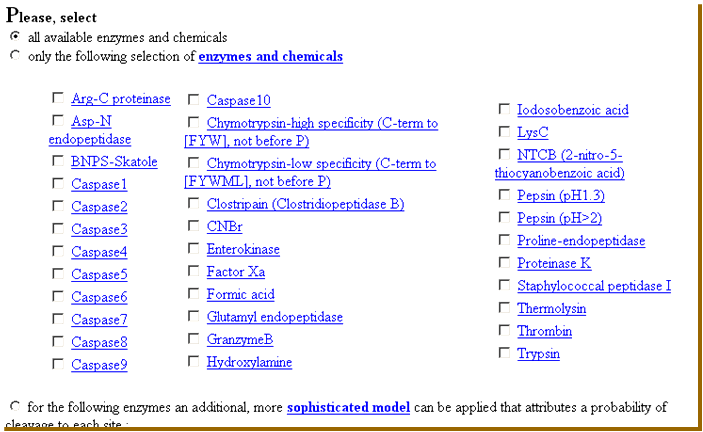 Please, select
all available enzymes and chemicals
only the following selection of enzymes and chemicals
Arg-C proteinase
Asp-N
endopeptidase
BNPS-Skatole
Caspase1
Caspase2
Caspase3
Caspase4
Caspase5
Caspase6
Caspase7
Caspase8
Caspase9
Caspase10
Chymotrypsin-high specificity (C-term to
[FYW], not before P)
Chymotrypsin-low specificity (C-term to
[FYWML], not before P)
Clostripain (Clostridiopeptidase B)
CNBr
Enterokinase
Factor Xa
Formic acid
Glutamyl endopeptidase
GranzymeB
Hydroxylamine
Iodosobenzoic acid
LysC
NTCB (2-nitro-5-
thiocyanobenzoic acid)
Pepsin (pH1.3)
Pepsin (pH>2)
Proline-endopeptidase
Proteinase K
Staphylococcal peptidase I
Thermolysin
Thrombin
Trypsin
for the following enzymes an additional, more sophisticated model can be applied that attributes a probability of
cleavage to each site :